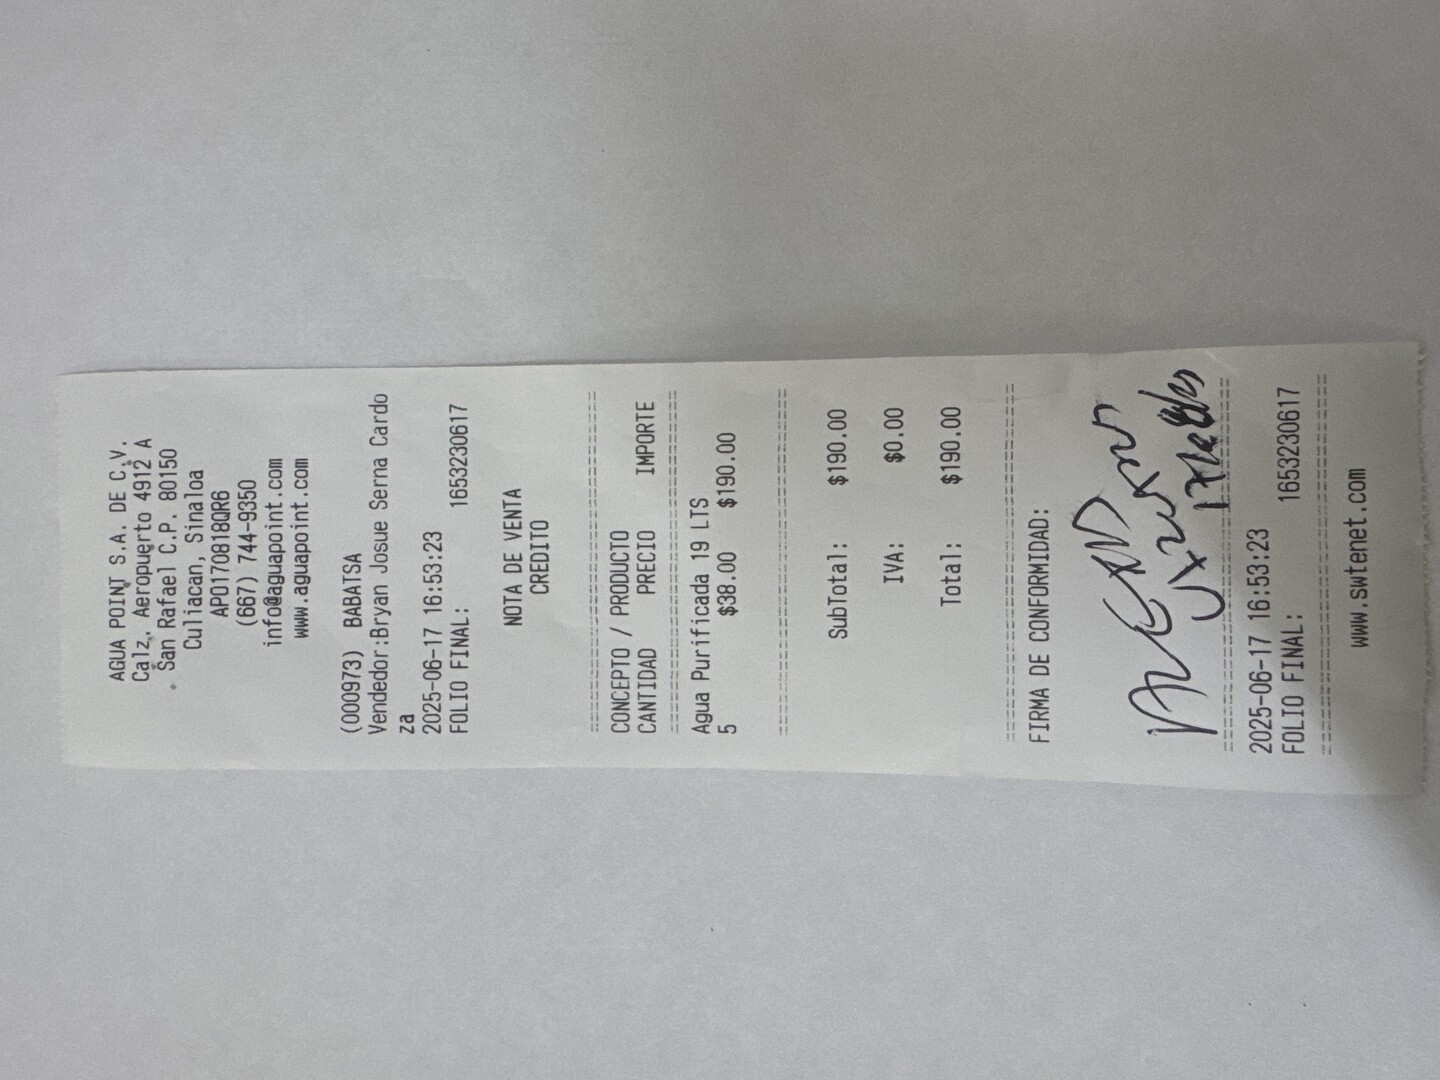 AGUA POINT S.A. DE C.V.
Calz. Aeropuerto 4912 A
San Rafael C.P. 80150
Culiacan, Sinaloa
APO170818QR6
(667) 744-9350
info@aguapoint.com
www.aguapoint.com
(000973) BABATSA
Vendedor:Bryan Josue Serna Cardo
za
2025-06-17 16:53:23
FOLIO FINAL: 1653230617
NOTA DE VENTA
CREDITO
CONCEPTO / PRODUCTO
CANTIDAD PRECIO IMPORTE
Agua Purificada 19 LTS
5 $38.00 $190.00
SubTotal: $190.00
IVA: $0.00
Total: $190.00
FIRMA DE CONFORMIDAD:
2025-06-17 16:53:23
FOLIO FINAL: 1653230617
www.swtenet.com